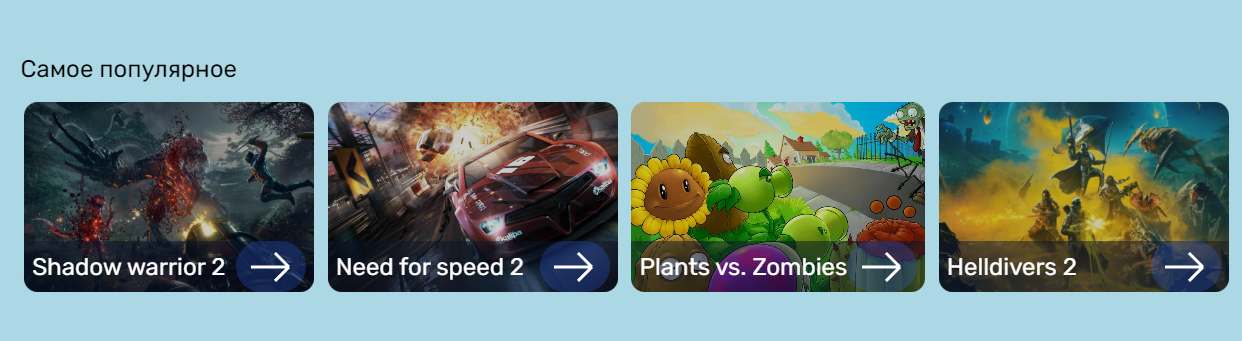 Самое популярное
Shadow warrior 2
Need for speed 2
Plants vs. Zombies
Helldivers 2